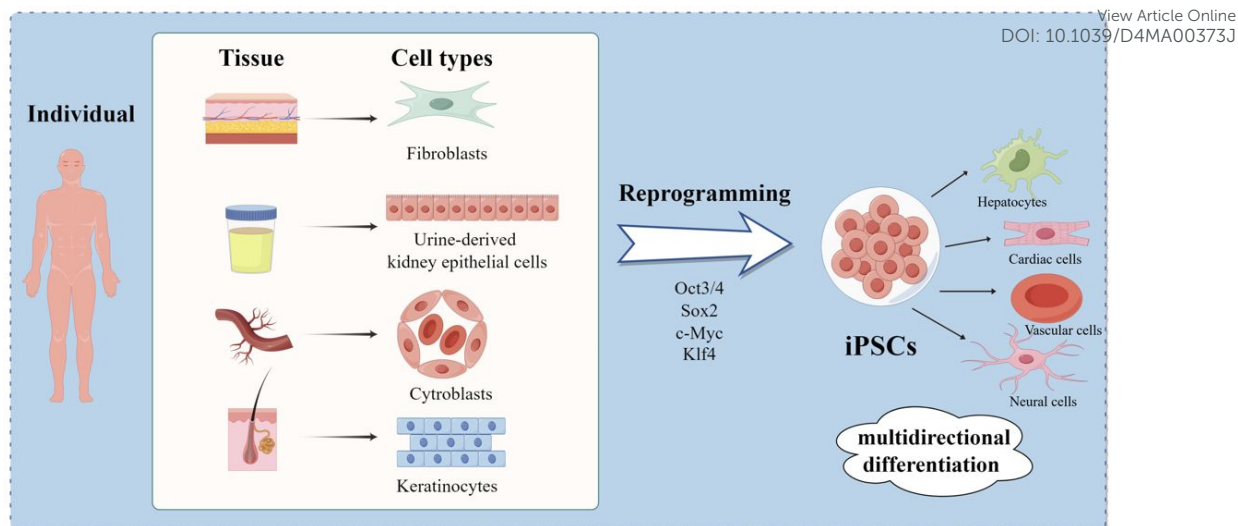 View Article Online
DOI: 10.1039/D4MA00373J
Individual
Tissue
Cell types
Fibroblasts
Urine-derived
kidney epithelial cells
Cytroblasts
Keratinocytes
Reprogramming
Oct3/4
Sox2
c-Myc
Klf4
iPSCs
Hepatocytes
Cardiac cells
Vascular cells
Neural cells
multidirectional
differentiation